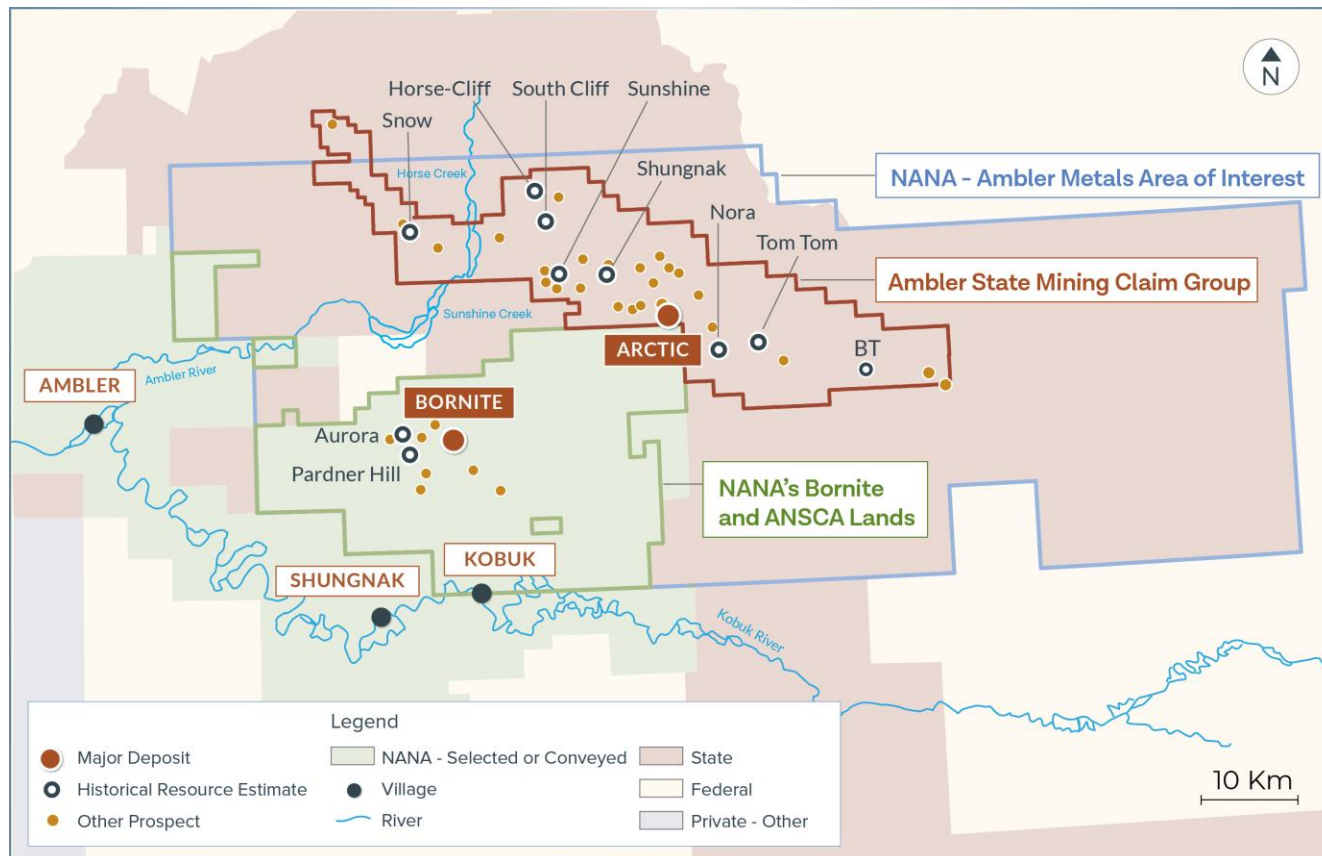 N
Horse-Cliff
South Cliff
Sunshine
Snow
Shungnak
Horse Creek
NANA - Ambler Metals Area of Interest
Nora
Tom Tom
Ambler State Mining Claim Group
Sunshine Creek
ARCTIC
BT
AMBLER
Ambler River
BORNITE
Aurora
Pardner Hill
NANA's Bornite
and ANSCA Lands
KOBUK
SHUNGNAK
Kobuk River
Legend
Major Deposit
NANA - Selected or Conveyed
State
Historical Resource Estimate
Village
Federal
Other Prospect
River
Private - Other
10 Km